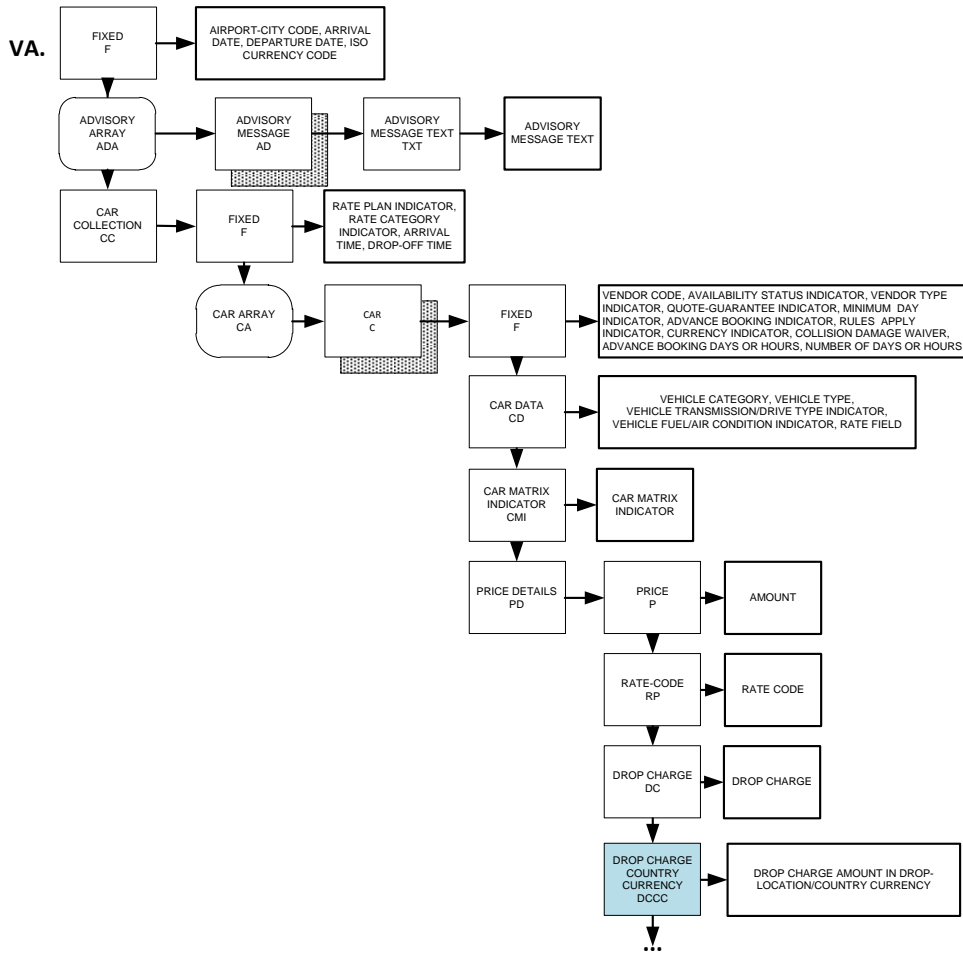 VA.
FIXED
F
AIRPORT-CITY CODE, ARRIVAL
DATE, DEPARTURE DATE, ISO
CURRENCY CODE
ADVISORY
ARRAY
ADA
ADVISORY
MESSAGE
AD
ADVISORY
MESSAGE TEXT
TXT
ADVISORY
MESSAGE TEXT
CAR
COLLECTION
CC
FIXED
F
RATE PLAN INDICATOR,
RATE CATEGORY
INDICATOR, ARRIVAL
TIME, DROP-OFF TIME
CAR ARRAY
CA
CAR
C
FIXED
F
VENDOR CODE, AVAILABILITY STATUS INDICATOR, VENDOR TYPE
INDICATOR, QUOTE-GUARANTEE INDICATOR, MINIMUM DAY
INDICATOR, ADVANCE BOOKING INDICATOR, RULES APPLY
INDICATOR, CURRENCY INDICATOR, COLLISION DAMAGE WAIVER,
ADVANCE BOOKING DAYS OR HOURS, NUMBER OF DAYS OR HOURS
CAR DATA
CD
VEHICLE CATEGORY, VEHICLE TYPE,
VEHICLE TRANSMISSION/DRIVE TYPE INDICATOR,
VEHICLE FUEL/AIR CONDITION INDICATOR, RATE FIELD
CAR MATRIX
INDICATOR
CMI
CAR MATRIX
INDICATOR
PRICE DETAILS
PD
PRICE
P
AMOUNT
RATE-CODE
RP
RATE CODE
DROP CHARGE
DC
DROP CHARGE
DROP CHARGE
COUNTRY
CURRENCY
DCCC
DROP CHARGE AMOUNT IN DROP-
LOCATION/COUNTRY CURRENCY
...